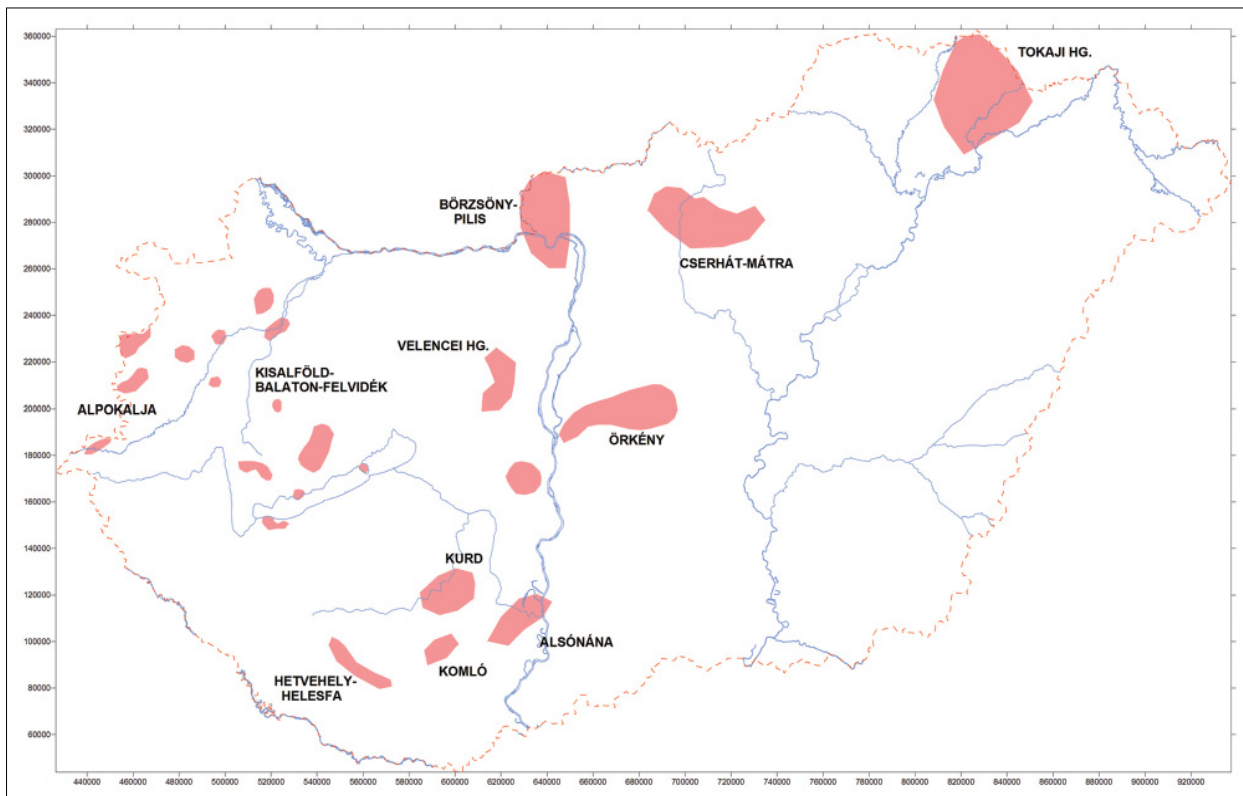 360000
340000
320000
300000
280000
260000
240000
220000
200000
180000
160000
140000
120000
100000
80000
60000
TOKAJI HG.
BÖRZSÖNY-
PILIS
CSERHÁT-MÁTRA
VELENCEI HG.
KISALFÖLD-
BALATON-FELVIDÉK
ALPOKALJA
ÖRKÉNY
KURD
ALSÓNÁNA
KOMLÓ
HETVEHELY-
HELESFA
440000 460000 480000 500000 520000 540000 560000 580000 600000 620000 640000 660000 680000 700000 720000 740000 760000 780000 800000 820000 840000 860000 880000 900000 920000